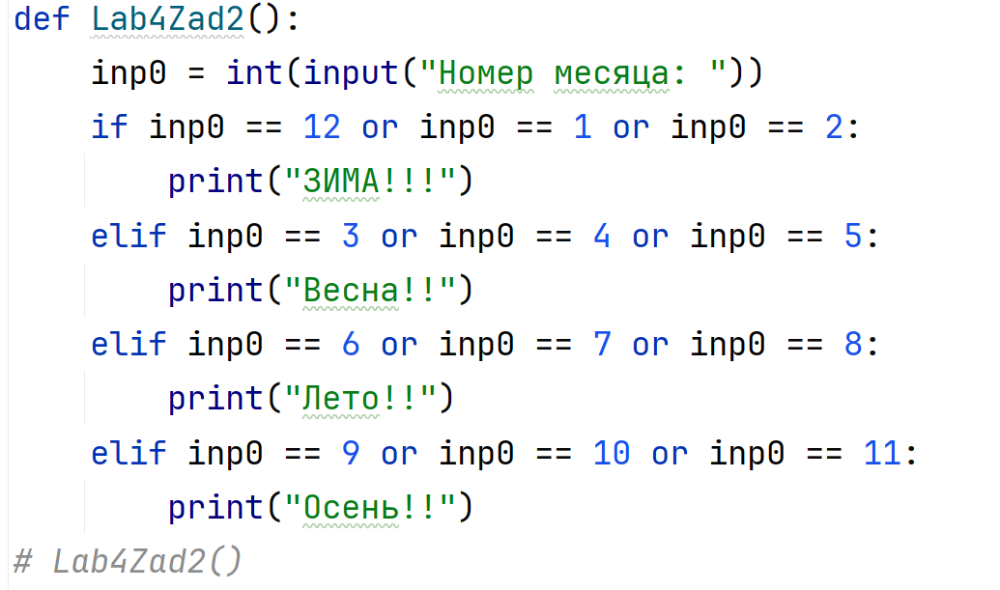 def Lab4Zad2():
    inp0 = int(input("Номер месяца: "))
    if inp0 == 12 or inp0 == 1 or inp0 == 2:
        print("ЗИМА!!!")
    elif inp0 == 3 or inp0 == 4 or inp0 == 5:
        print("Весна!!")
    elif inp0 == 6 or inp0 == 7 or inp0 == 8:
        print("Лето!!")
    elif inp0 == 9 or inp0 == 10 or inp0 == 11:
        print("Осень!!")
# Lab4Zad2()